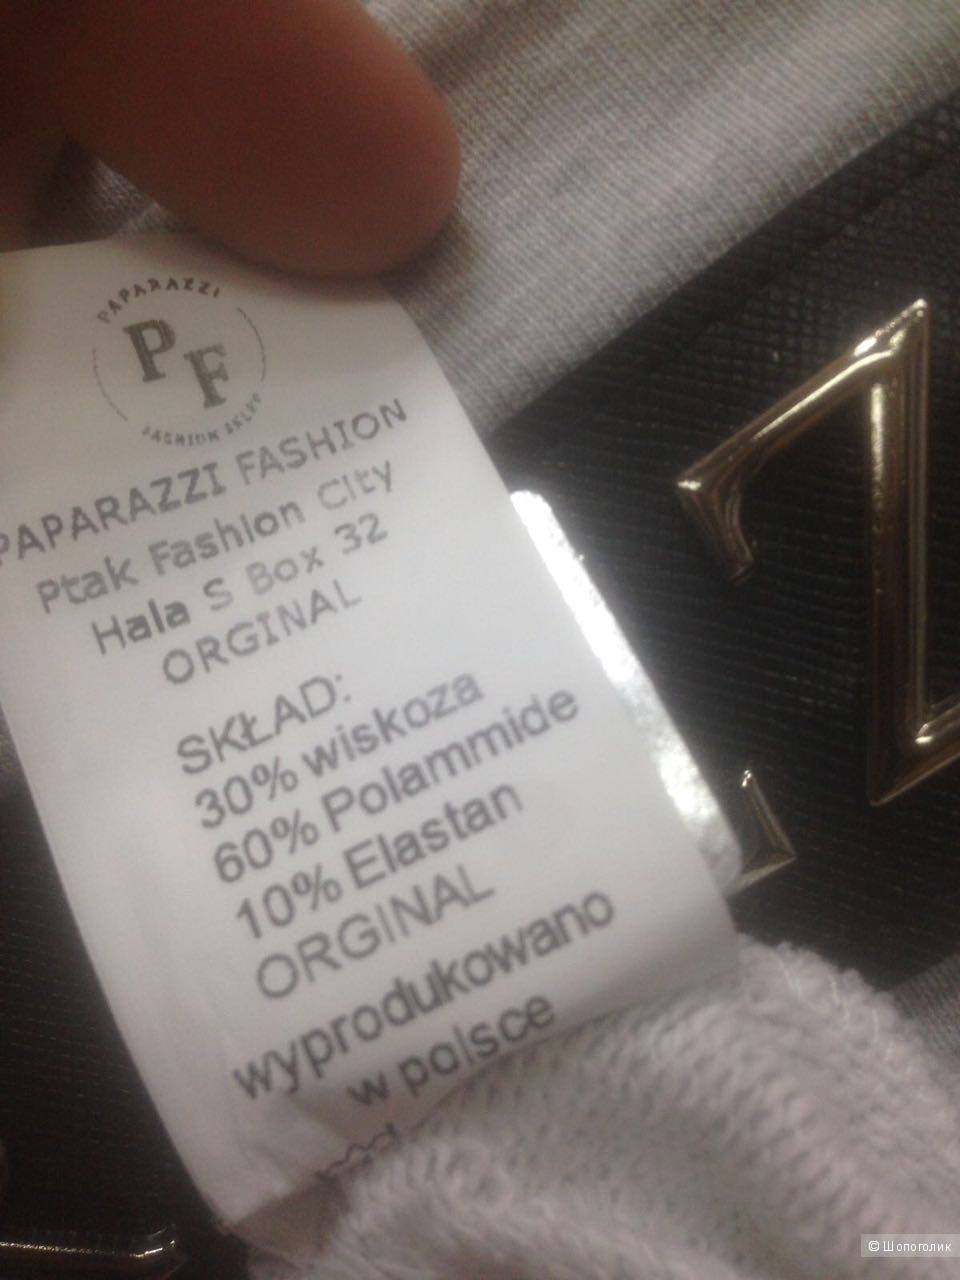 PAPARAZZI
PF
FASHION SKLEP
PAPARAZZI FASHION
Ptak Fashion City
Hala S Box 32
ORGINAL
SKŁAD:
30% wiskoza
60% Polammide
10% Elastan
ORGINAL
wyprodukowano
w polsce
© Шопоголик